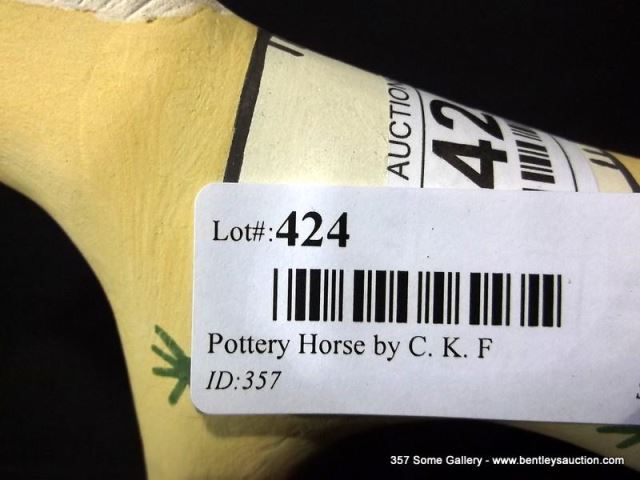 AUCTION
42
Lot#:424
Pottery Horse by C. K. F
ID:357
357 Some Gallery - www.bentleysauction.com